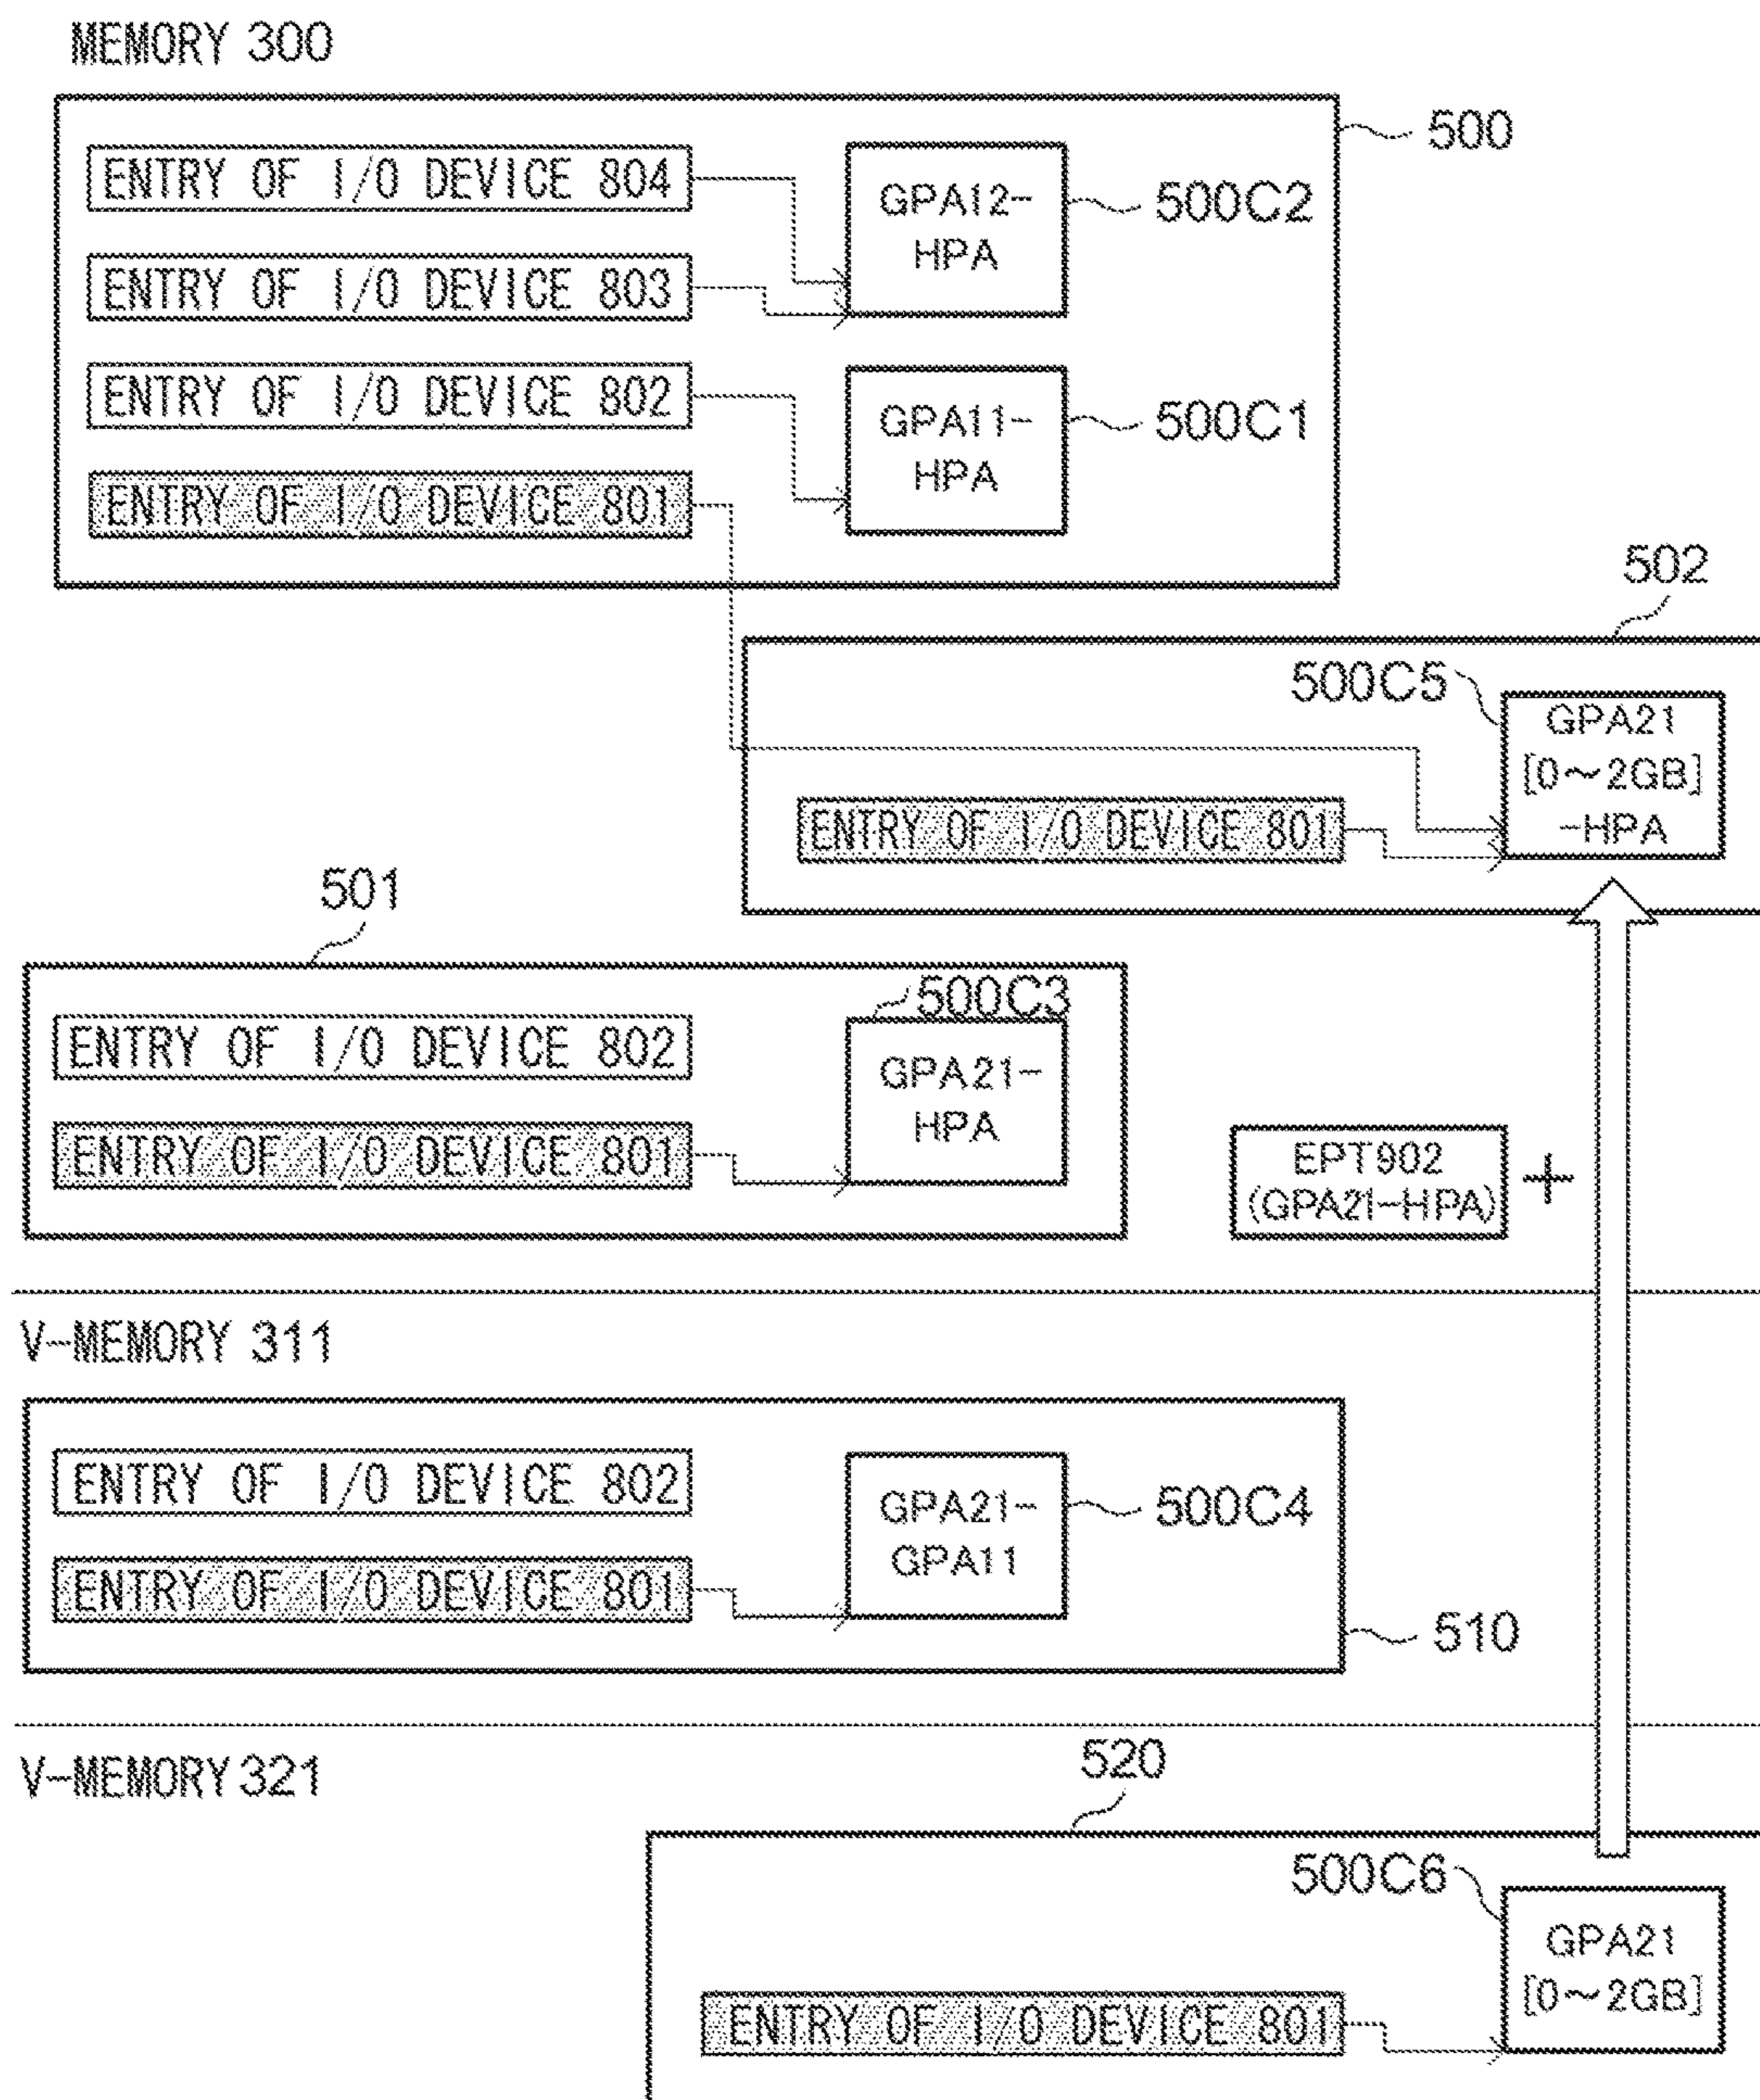 MEMORY 300
500
ENTRY OF I/O DEVICE 804
GPA12-
HPA
500C2
ENTRY OF I/O DEVICE 803
ENTRY OF I/O DEVICE 802
GPA11-
HPA
500C1
ENTRY OF I/O DEVICE 801
502
500C5
GPA21
[0～2GB]
-HPA
ENTRY OF I/O DEVICE 801
501
500C3
ENTRY OF I/O DEVICE 802
GPA21-
HPA
ENTRY OF I/O DEVICE 801
EPT902
(GPA21-HPA)
+
V-MEMORY 311
ENTRY OF I/O DEVICE 802
GPA21-
GPA11
500C4
ENTRY OF I/O DEVICE 801
510
V-MEMORY 321
520
500C6
GPA21
[0～2GB]
ENTRY OF I/O DEVICE 801